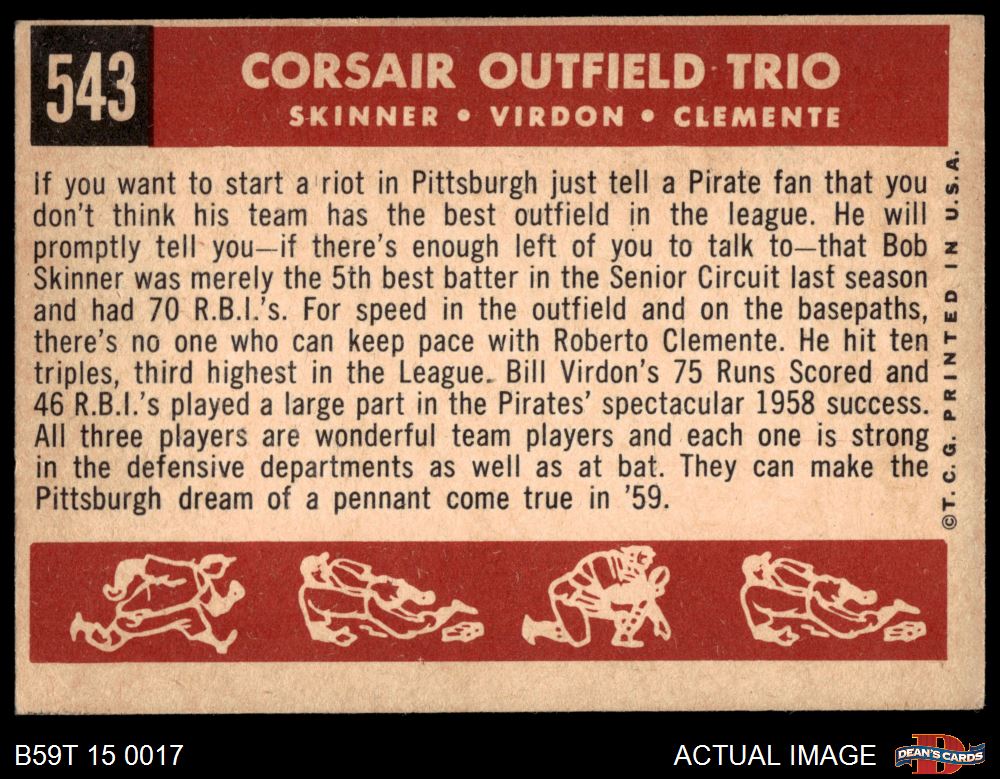 543
CORSAIR OUTFIELD TRIO
SKINNER • VIRDON • CLEMENTE
If you want to start a riot in Pittsburgh just tell a Pirate fan that you
don't think his team has the best outfield in the league. He will
promptly tell you—if there's enough left of you to talk to—that Bob
Skinner was merely the 5th best batter in the Senior Circuit last season
and had 70 R.B.I.'s. For speed in the outfield and on the basepaths,
there's no one who can keep pace with Roberto Clemente. He hit ten
triples, third highest in the League. Bill Virdon's 75 Runs Scored and
46 R.B.I.'s played a large part in the Pirates' spectacular 1958 success.
All three players are wonderful team players and each one is strong
in the defensive departments as well as at bat. They can make the
Pittsburgh dream of a pennant come true in '59.
©T. C. G. PRINTED IN U.S.A.
B59T 15 0017
ACTUAL IMAGE
DEAN'S CARDS